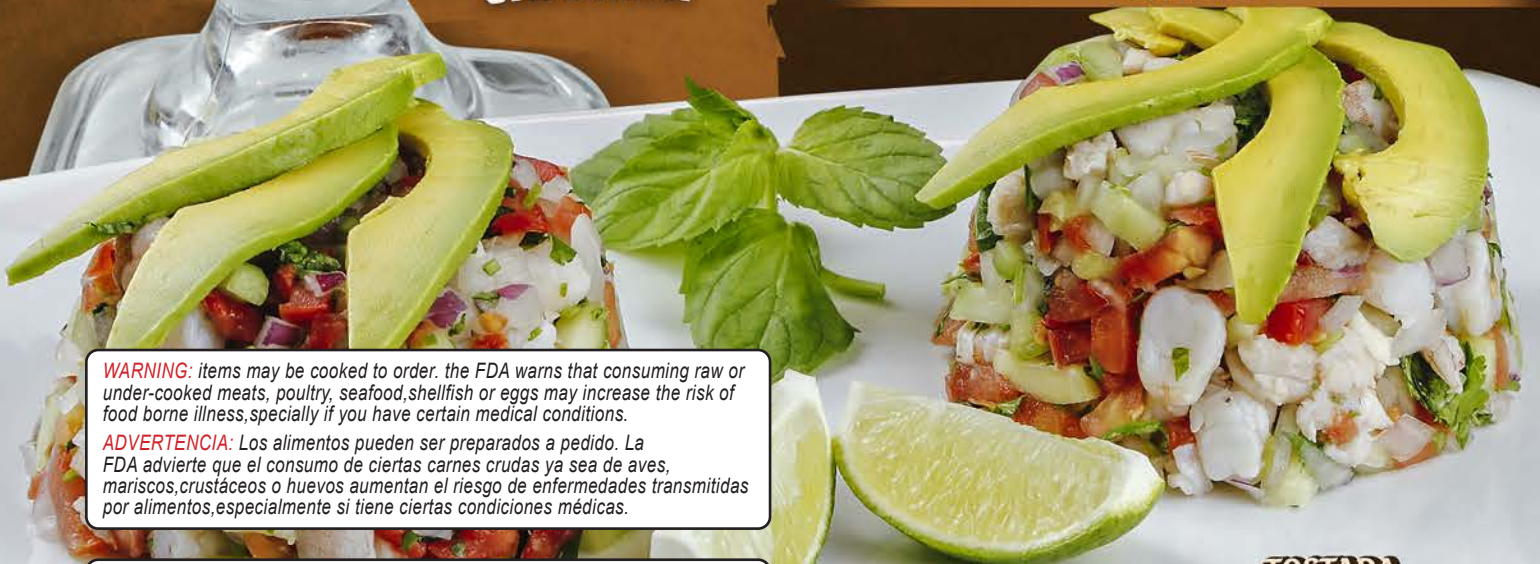 WARNING: items may be cooked to order. the FDA warns that consuming raw or
under-cooked meats, poultry, seafood,shellfish or eggs may increase the risk of
food borne illness,specially if you have certain medical conditions.
ADVERTENCIA: Los alimentos pueden ser preparados a pedido. La
FDA advierte que el consumo de ciertas carnes crudas ya sea de aves,
mariscos,crustáceos o huevos aumentan el riesgo de enfermedades transmitidas
por alimentos,especialmente si tiene ciertas condiciones médicas.
TOSTADA